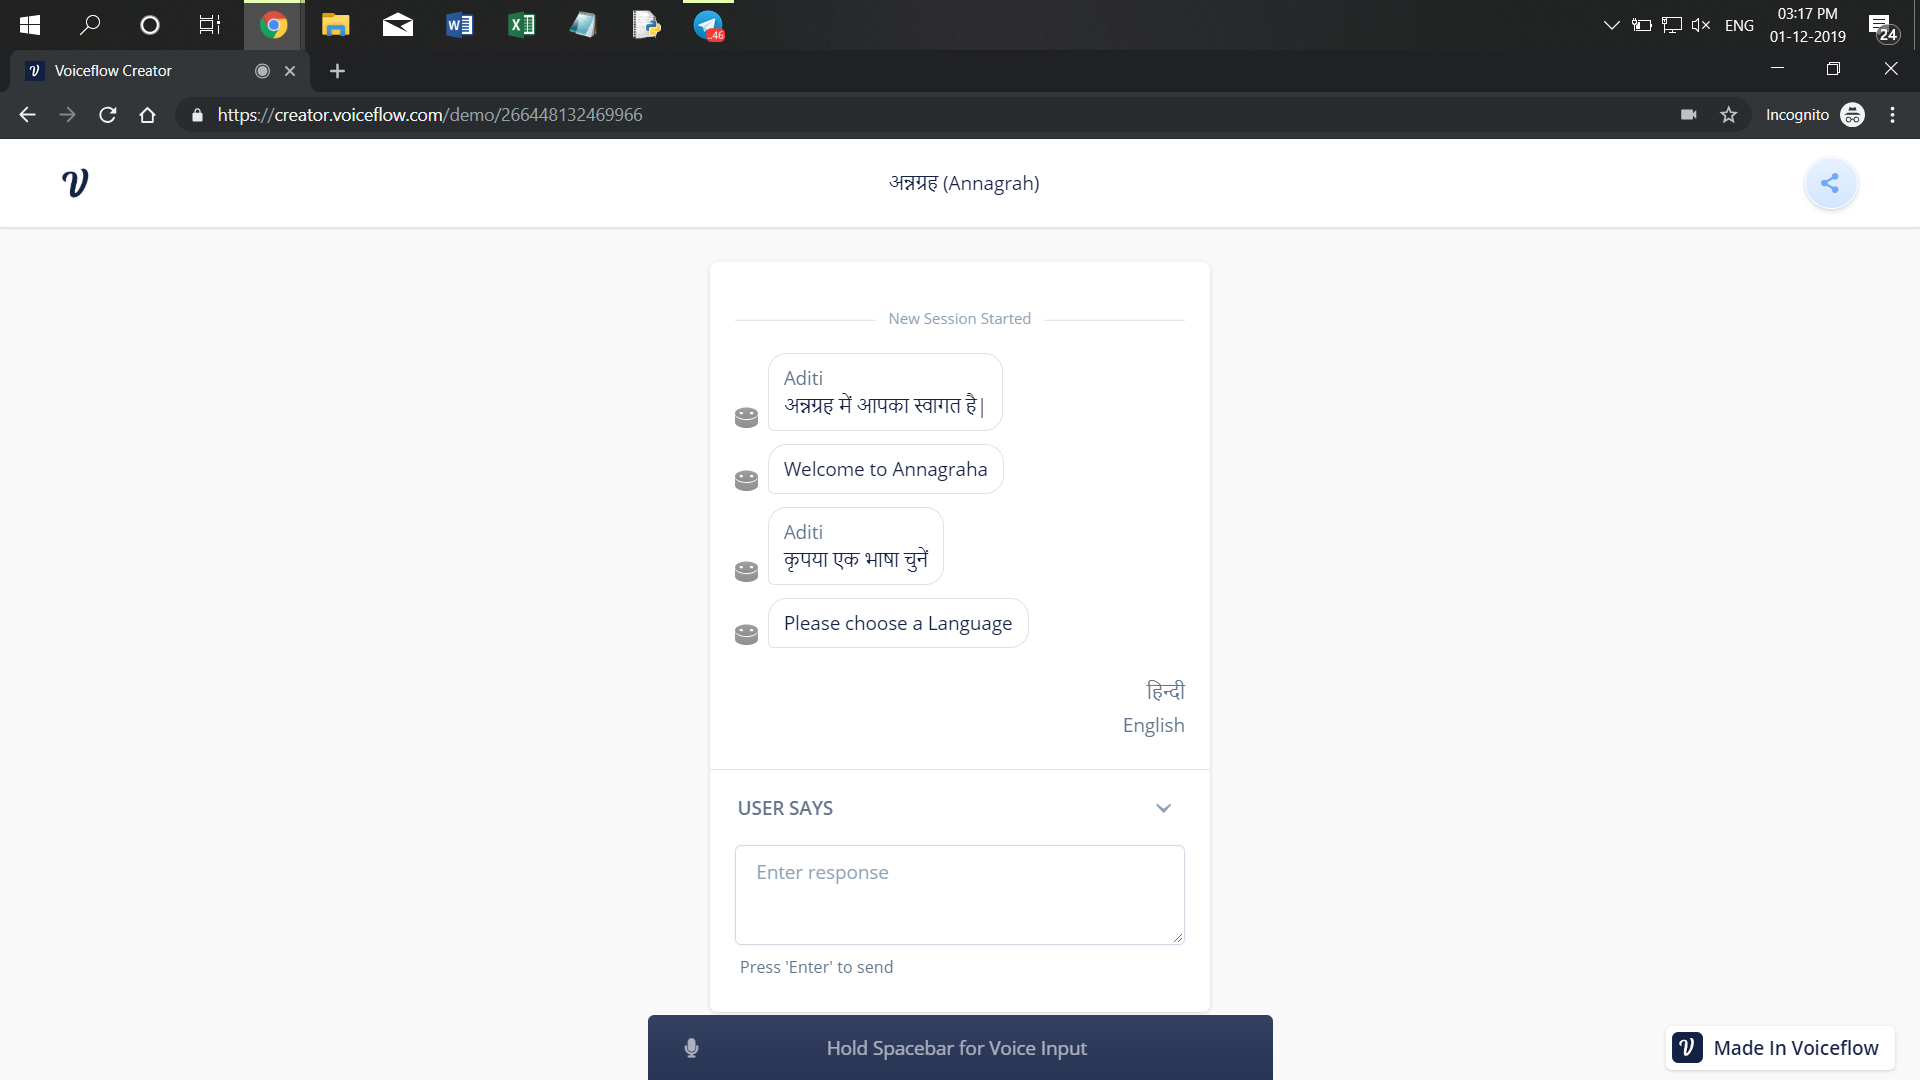 ENG
03:17 PM
01-12-2019
24
46
Voiceflow Creator
https://creator.voiceflow.com/demo/266448132469966
Incognito
अन्नग्रह (Annagrah)
New Session Started
Aditi
अन्नग्रह में आपका स्वागत है|
Welcome to Annagraha
Aditi
कृपया एक भाषा चुनें
Please choose a Language
हिन्दी
English
USER SAYS
Enter response
Press 'Enter' to send
Hold Spacebar for Voice Input
Made In Voiceflow